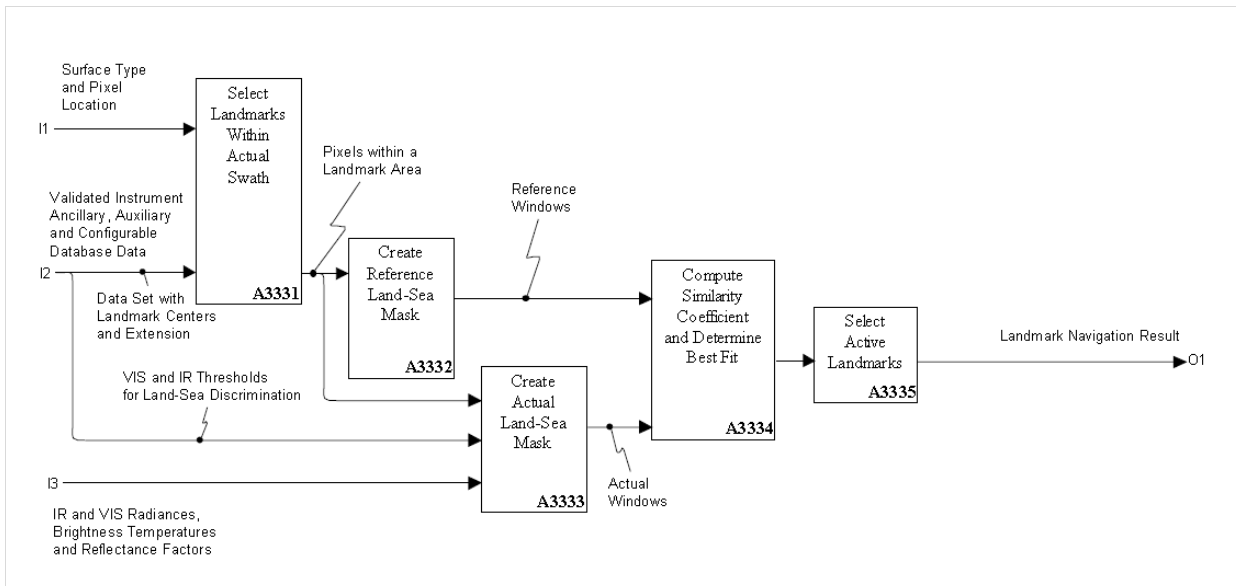 Surface Type
and Pixel
Location
I1
Select
Landmarks
Within
Actual
Swath
A3331
Pixels within a
Landmark Area
Validated Instrument
Ancillary, Auxiliary
and Configurable
Database Data
I2
Data Set with
Landmark Centers
and Extension
Create
Reference
Land-Sea
Mask
A3332
Reference
Windows
VIS and IR Thresholds
for Land-Sea Discrimination
Create
Actual
Land-Sea
Mask
A3333
I3
IR and VIS Radiances,
Brightness Temperatures
and Reflectance Factors
Actual
Windows
Compute
Similarity
Coefficient
and Determine
Best Fit
A3334
Select
Active
Landmarks
A3335
Landmark Navigation Result
O1